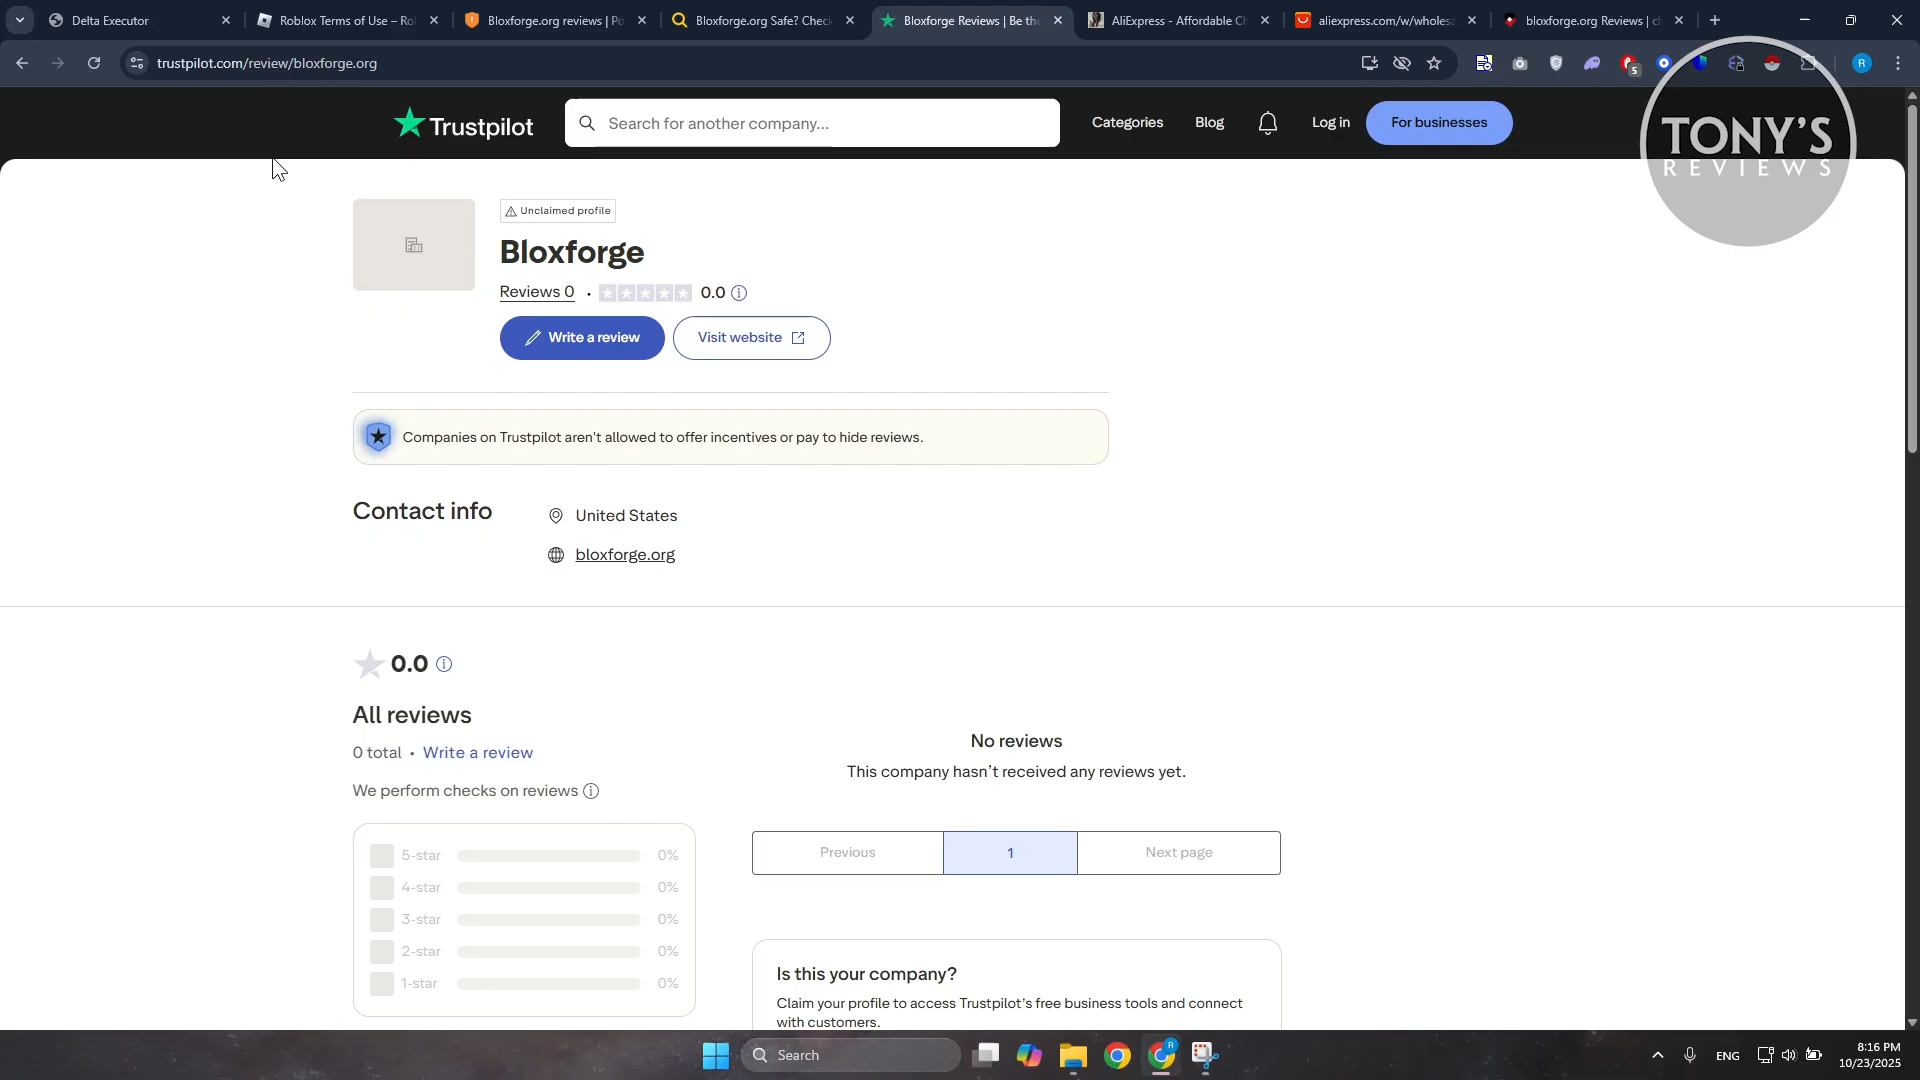 Delta Executor
Roblox Terms of Use – Ro
Bloxforge.org reviews | Po
Bloxforge.org Safe? Check
Bloxforge Reviews | Be the
AliExpress - Affordable Ch
aliexpress.com/w/wholesa
bloxforge.org Reviews | ch
trustpilot.com/review/bloxforge.org
5
R
TONY'S
REVIEWS
Trustpilot
Search for another company...
Categories
Blog
Log in
For businesses
Unclaimed profile
Bloxforge
Reviews 0 • 0.0
Write a review
Visit website
Companies on Trustpilot aren't allowed to offer incentives or pay to hide reviews.
Contact info
United States
bloxforge.org
0.0
All reviews
0 total • Write a review
We perform checks on reviews
5-star 0%
4-star 0%
3-star 0%
2-star 0%
1-star 0%
No reviews
This company hasn't received any reviews yet.
Previous
1
Next page
Is this your company?
Claim your profile to access Trustpilot's free business tools and connect
with customers.
Search
R
ENG
8:16 PM
10/23/2025